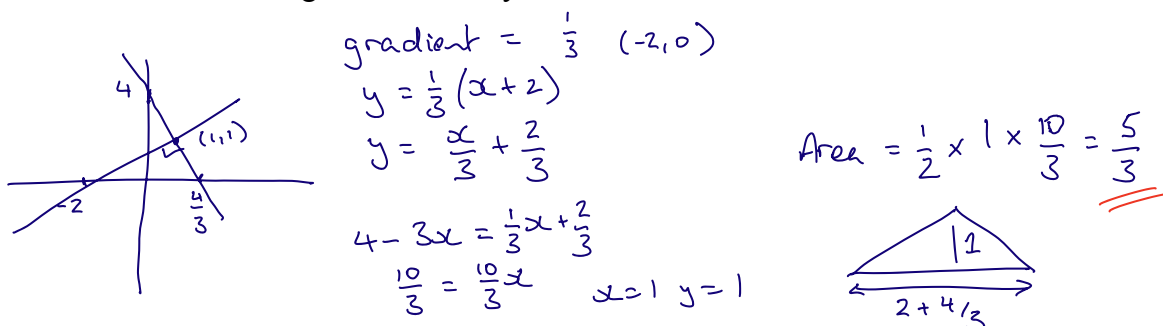 4
(1,1)
-2
4/3
gradient = 1/3 (-2,0)
y = 1/3 (x+2)
y = x/3 + 2/3
4 - 3x = 1/3 x + 2/3
10/3 = 10/3 x x=1 y=1
Area = 1/2 × 1 × 10/3 = 5/3
1
2 + 4/3